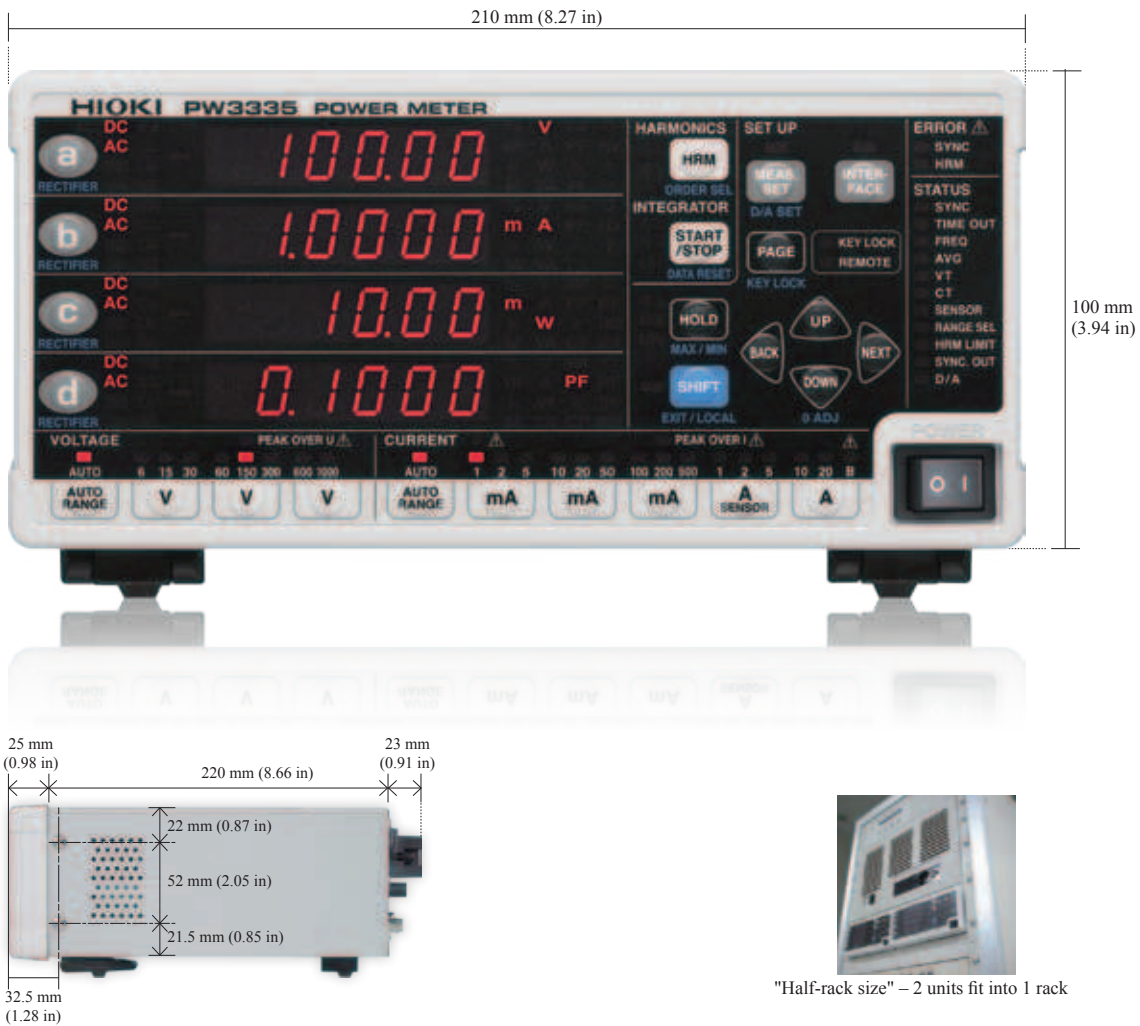 210 mm (8.27 in)
HIOKI PW3335 POWER METER
a
DC
AC
RECTIFIER
100.00
V
b
DC
AC
RECTIFIER
1.0000
m A
c
DC
AC
RECTIFIER
10.00
m
W
d
DC
AC
RECTIFIER
0.1000
PF
HARMONICS
HRM
ORDER SEL
INTEGRATOR
START
/STOP
DATA RESET
HOLD
MAX / MIN
SHIFT
EXIT / LOCAL
SET UP
MEAS.
SET
D/A SET
INTER-
FACE
PAGE
KEY LOCK
KEY LOCK
REMOTE
UP
BACK
NEXT
DOWN
0 ADJ
ERROR
SYNC
HRM
STATUS
SYNC
TIME OUT
FREQ
AVG
VT
CT
SENSOR
RANGE SEL
HRM LIMIT
SYNC. OUT
D/A
POWER
O I
VOLTAGE
PEAK OVER U
CURRENT
PEAK OVER I
AUTO
6 15 30
60 150 300
600 1000
AUTO
1 2 5
10 20 50
100 200 500
1 2 5
10 20
AUTO
RANGE
V
V
V
AUTO
RANGE
mA
mA
mA
A
SENSOR
A
100 mm
(3.94 in)
25 mm
(0.98 in)
220 mm (8.66 in)
23 mm
(0.91 in)
22 mm (0.87 in)
52 mm (2.05 in)
21.5 mm (0.85 in)
32.5 mm
(1.28 in)
"Half-rack size" – 2 units fit into 1 rack